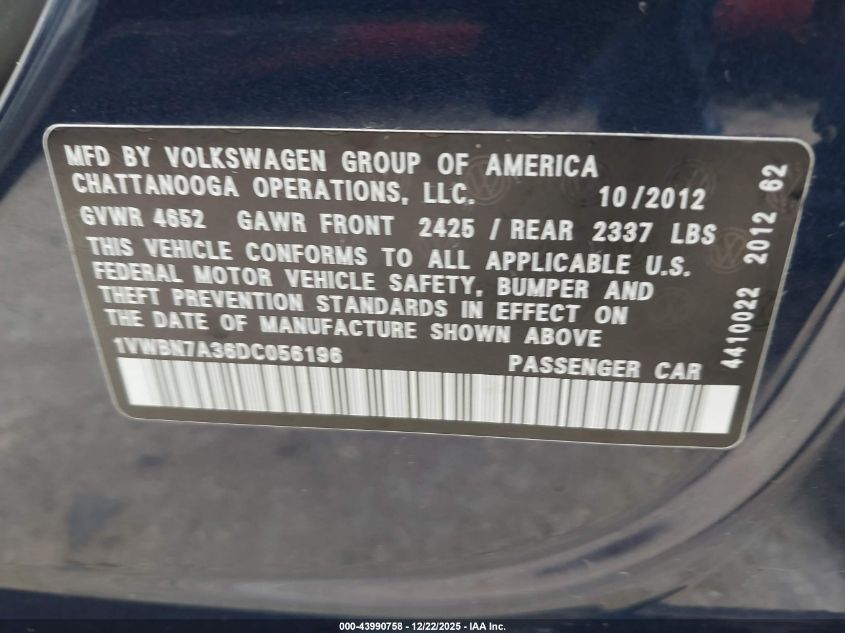 MFD BY VOLKSWAGEN GROUP OF AMERICA
CHATTANOOGA OPERATIONS, LLC. 10/2012
GVWR 4652 GAWR FRONT 2425 / REAR 2337 LBS
THIS VEHICLE CONFORMS TO ALL APPLICABLE U.S.
FEDERAL MOTOR VEHICLE SAFETY, BUMPER AND
THEFT PREVENTION STANDARDS IN EFFECT ON
THE DATE OF MANUFACTURE SHOWN ABOVE
1VWBN7A36DC056196 PASSENGER CAR
4410022 2012 62
000-43990758 - 12/22/2025 - IAA Inc.